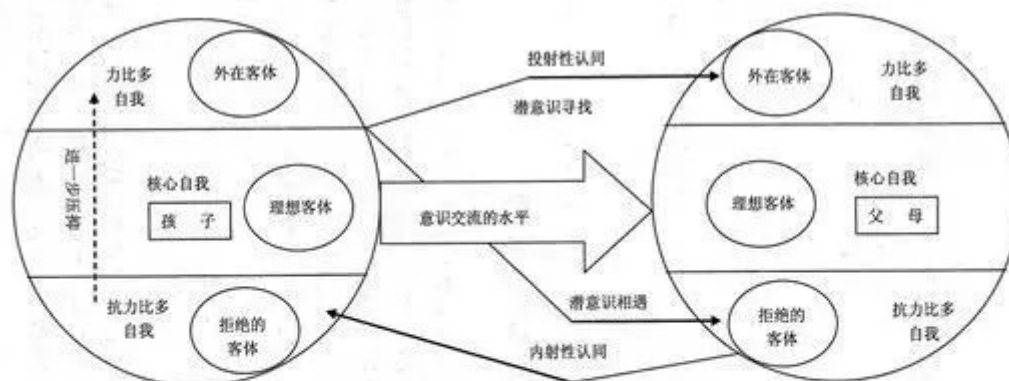 力比多
自我
外在客体
进一步
核心自我
孩 子
理想客体
抗力比多
自我
拒绝的
客体
投射性认同
潜意识寻找
意识交流的水平
潜意识相遇
内射性认同
外在客体
力比多
自我
理想客体
核心自我
父 母
拒绝的
客体
抗力比多
自我